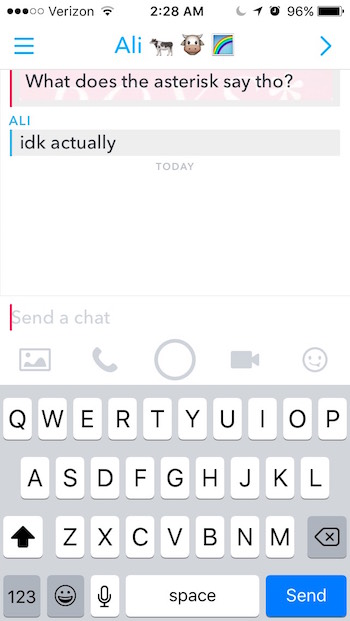 Verizon 2:28 AM 96%
Ali
What does the asterisk say tho?
ALI
idk actually
TODAY
Send a chat
Q W E R T Y U I O P
A S D F G H J K L
Z X C V B N M
123 space Send